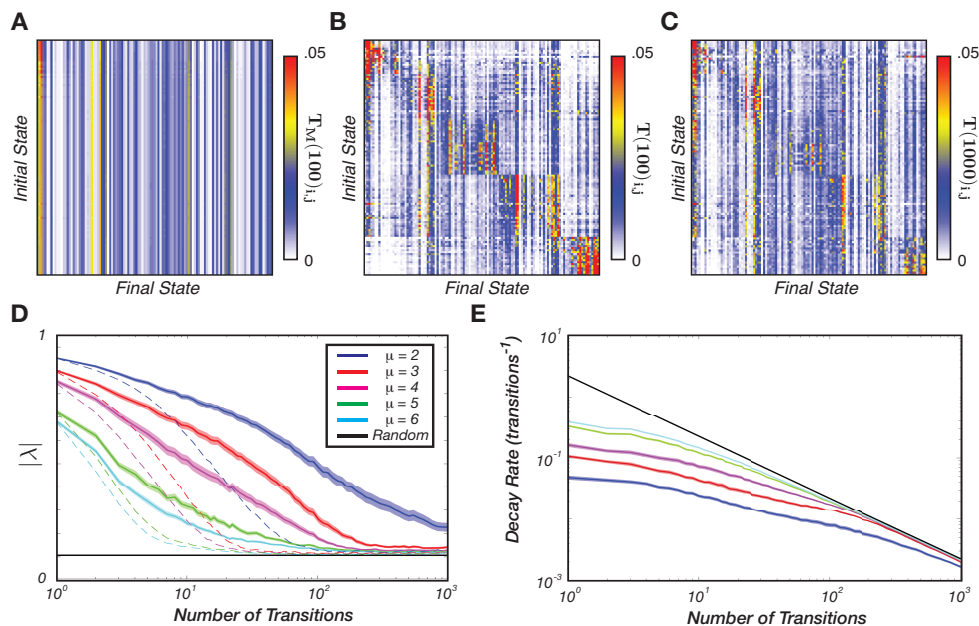 A
B
C
.05
.05
.05
Initial State
Initial State
Initial State
T_M(100)_{i,j}
T(100)_{i,j}
T(1000)_{i,j}
0
0
0
Final State
Final State
Final State
D
E
1
|λ|
0
10^0
10^1
10^2
10^3
Number of Transitions
μ = 2
μ = 3
μ = 4
μ = 5
μ = 6
Random
10^1
Decay Rate (transitions^-1)
10^-1
10^-3
10^0
10^1
10^2
10^3
Number of Transitions